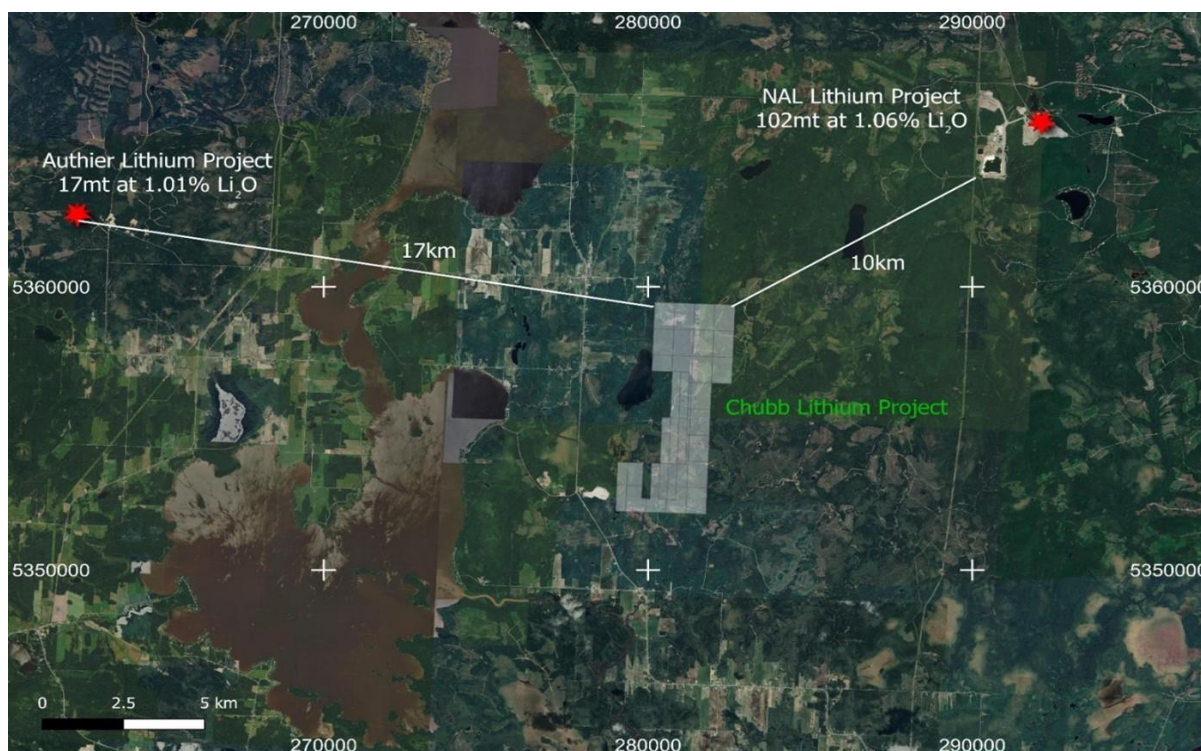 270000 280000 290000
NAL Lithium Project
102mt at 1.06% Li₂O
Authier Lithium Project
17mt at 1.01% Li₂O
17km
10km
5360000 5360000
Chubb Lithium Project
5350000 5350000
0 2.5 5 km
270000 280000 290000